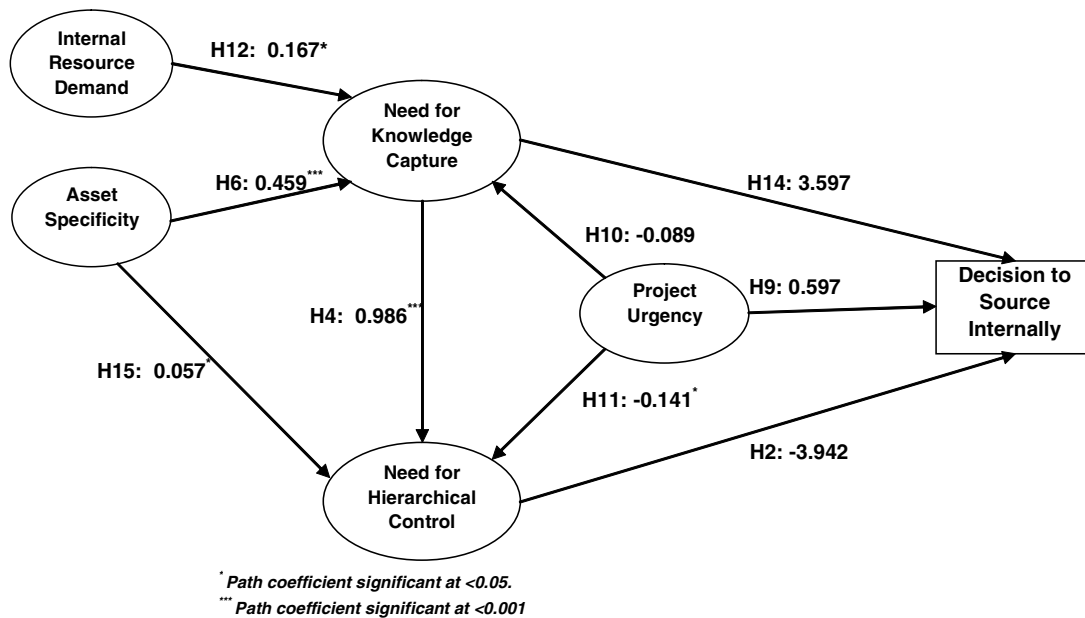 Internal
Resource
Demand
H12:  0.167*
Need for
Knowledge
Capture
Asset
Specificity
H6: 0.459***
H14: 3.597
H10: -0.089
Project
Urgency
H9: 0.597
Decision to
Source
Internally
H4:  0.986***
H15:  0.057*
H11: -0.141*
H2: -3.942
Need for
Hierarchical
Control
* Path coefficient significant at <0.05.
*** Path coefficient significant at <0.001